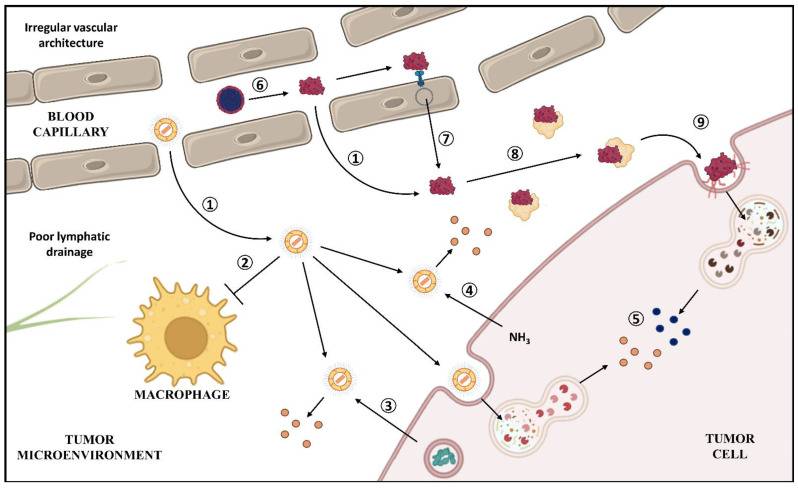 Irregular vascular
architecture
⑥
BLOOD
CAPILLARY
⑦
①
⑧
⑨
①
Poor lymphatic
drainage
②
④
⑤
NH₃
MACROPHAGE
③
TUMOR
MICROENVIRONMENT
TUMOR
CELL